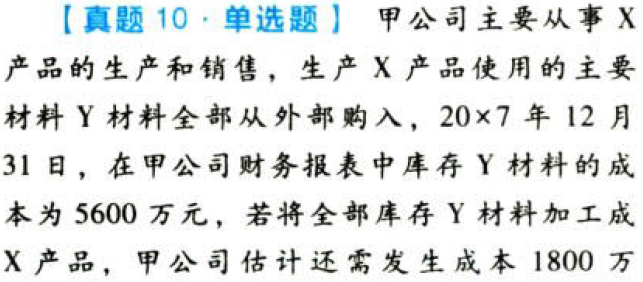 【真题 10·单选题】 甲公司主要从事 X
产品的生产和销售，生产 X 产品使用的主要
材料 Y 材料全部从外部购入，20×7 年 12 月
31 日，在甲公司财务报表中库存 Y 材料的成
本为 5600 万元，若将全部库存 Y 材料加工成
X 产品，甲公司估计还需发生成本 1800 万